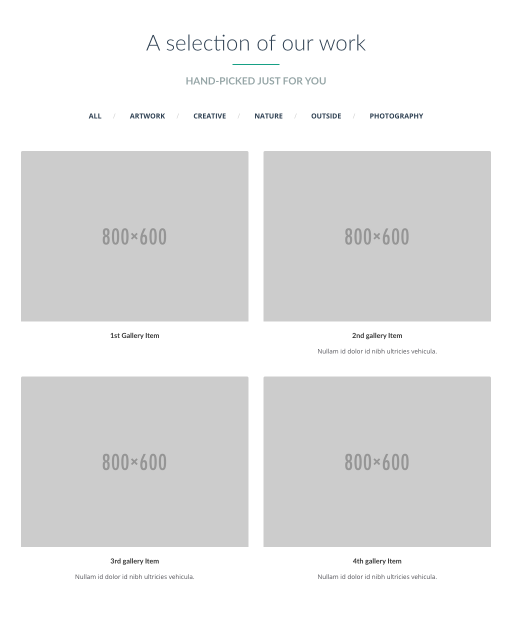 A selection of our work
HAND-PICKED JUST FOR YOU
ALL / ARTWORK / CREATIVE / NATURE / OUTSIDE / PHOTOGRAPHY
800×600 800×600
1st Gallery Item 2nd gallery Item
Nullam id dolor id nibh ultricies vehicula.
800×600 800×600
3rd gallery Item 4th gallery Item
Nullam id dolor id nibh ultricies vehicula. Nullam id dolor id nibh ultricies vehicula.